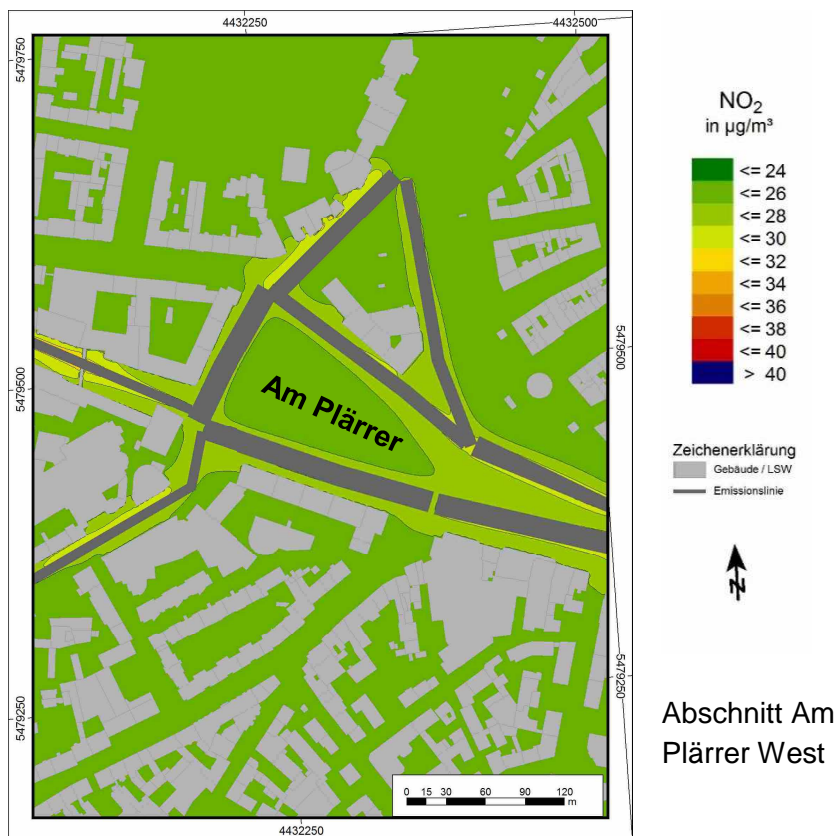 4432250
4432500
5479750
5479500
5479250
5479500
5479250
4432250
Am Plärrer
0 15 30 60 90 120
m
NO2
in µg/m³
<= 24
<= 26
<= 28
<= 30
<= 32
<= 34
<= 36
<= 38
<= 40
> 40
Zeichenerklärung
Gebäude / LSW
Emissionslinie
N
Abschnitt Am
Plärrer West